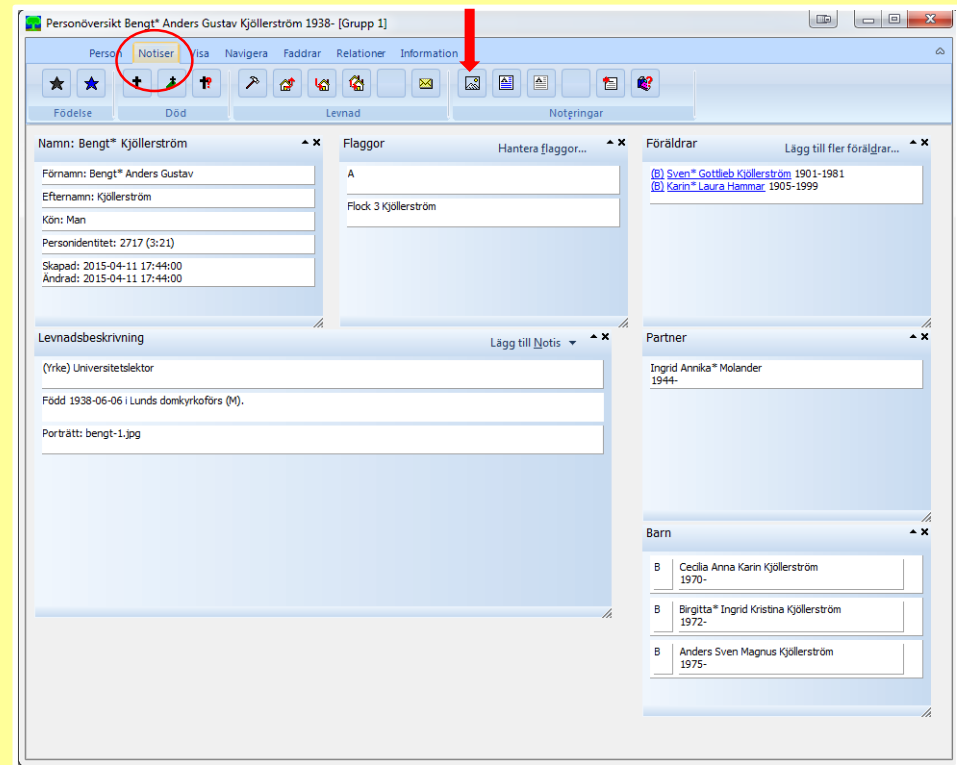 Personöversikt Bengt* Anders Gustav Kjöllerström 1938- [Grupp 1]
Person Notiser Visa Navigera Faddrar Relationer Information
Födelse Död Levnad Noteringar
Namn: Bengt* Kjöllerström
Förnamn: Bengt* Anders Gustav
Efternamn: Kjöllerström
Kön: Man
Personidentitet: 2717 (3:21)
Skapad: 2015-04-11 17:44:00
Ändrad: 2015-04-11 17:44:00
Flaggor Hantera flaggor...
A
Flock 3 Kjöllerström
Föräldrar Lägg till fler föräldrar...
(B) Sven* Gottlieb Kjöllerström 1901-1981
(B) Karin* Laura Hammar 1905-1999
Levnadsbeskrivning Lägg till Notis
(Yrke) Universitetslektor
Född 1938-06-06 i Lunds domkyrkoförs (M).
Porträtt: bengt-1.jpg
Partner
Ingrid Annika* Molander
1944-
Barn
B Cecilia Anna Karin Kjöllerström
1970-
B Birgitta* Ingrid Kristina Kjöllerström
1972-
B Anders Sven Magnus Kjöllerström
1975-